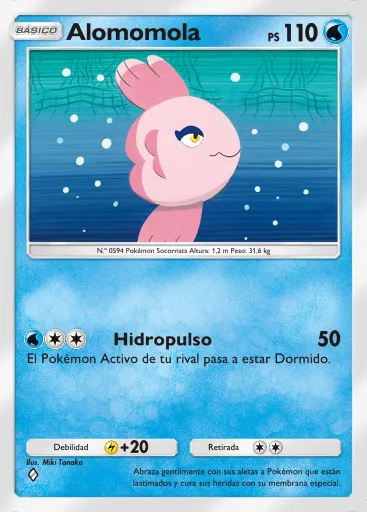 BÁSICO Alomomola PS 110
N.º 0594 Pokémon Socorrista Altura: 1,2 m Peso: 31,6 kg
Hidropulso 50
El Pokémon Activo de tu rival pasa a estar Dormido.
Debilidad +20 Retirada
Ilus. Miki Tanaka
Abraza gentilmente con sus aletas a Pokémon que están
lastimados y cura sus heridas con su membrana especial.